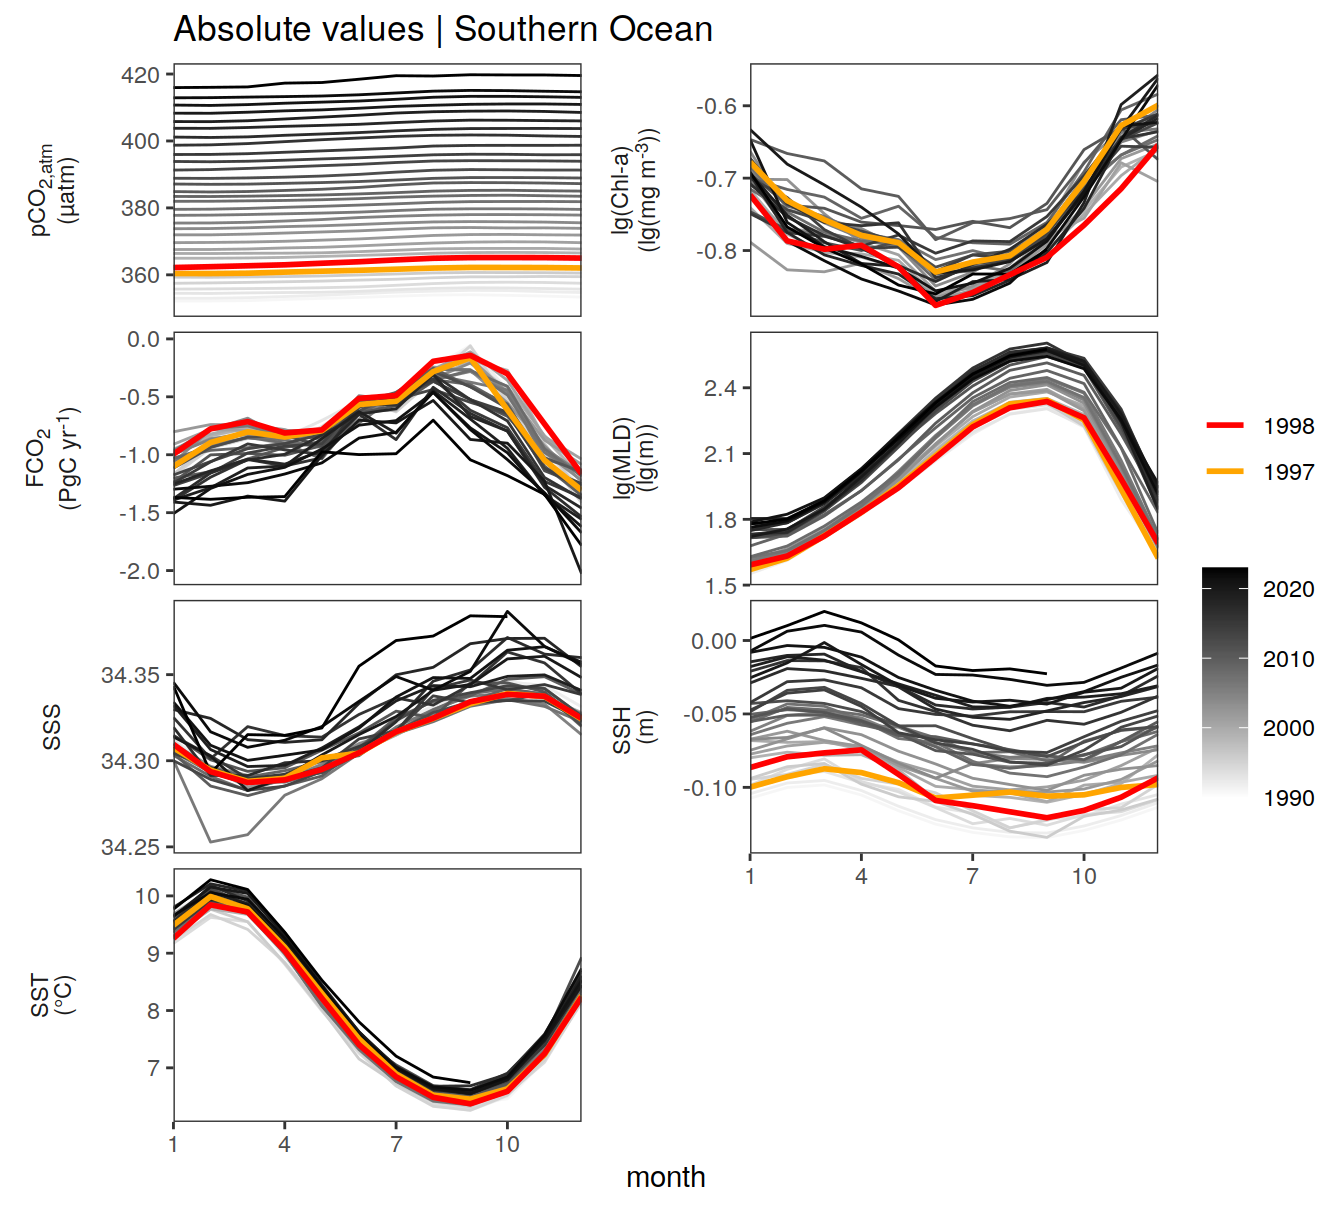 Absolute values | Southern Ocean
pCO2,atm
(µatm)
420
400
380
360
lg(Chl-a)
(lg(mg m-3))
-0.6
-0.7
-0.8
FCO2
(PgC yr-1)
0.0
-0.5
-1.0
-1.5
-2.0
lg(MLD)
(lg(m))
2.4
2.1
1.8
1.5
SSS
34.35
34.30
34.25
SSH
(m)
0.00
-0.05
-0.10
1 4 7 10
SST
(°C)
10
9
8
7
1 4 7 10
month
1998
1997
2020
2010
2000
1990